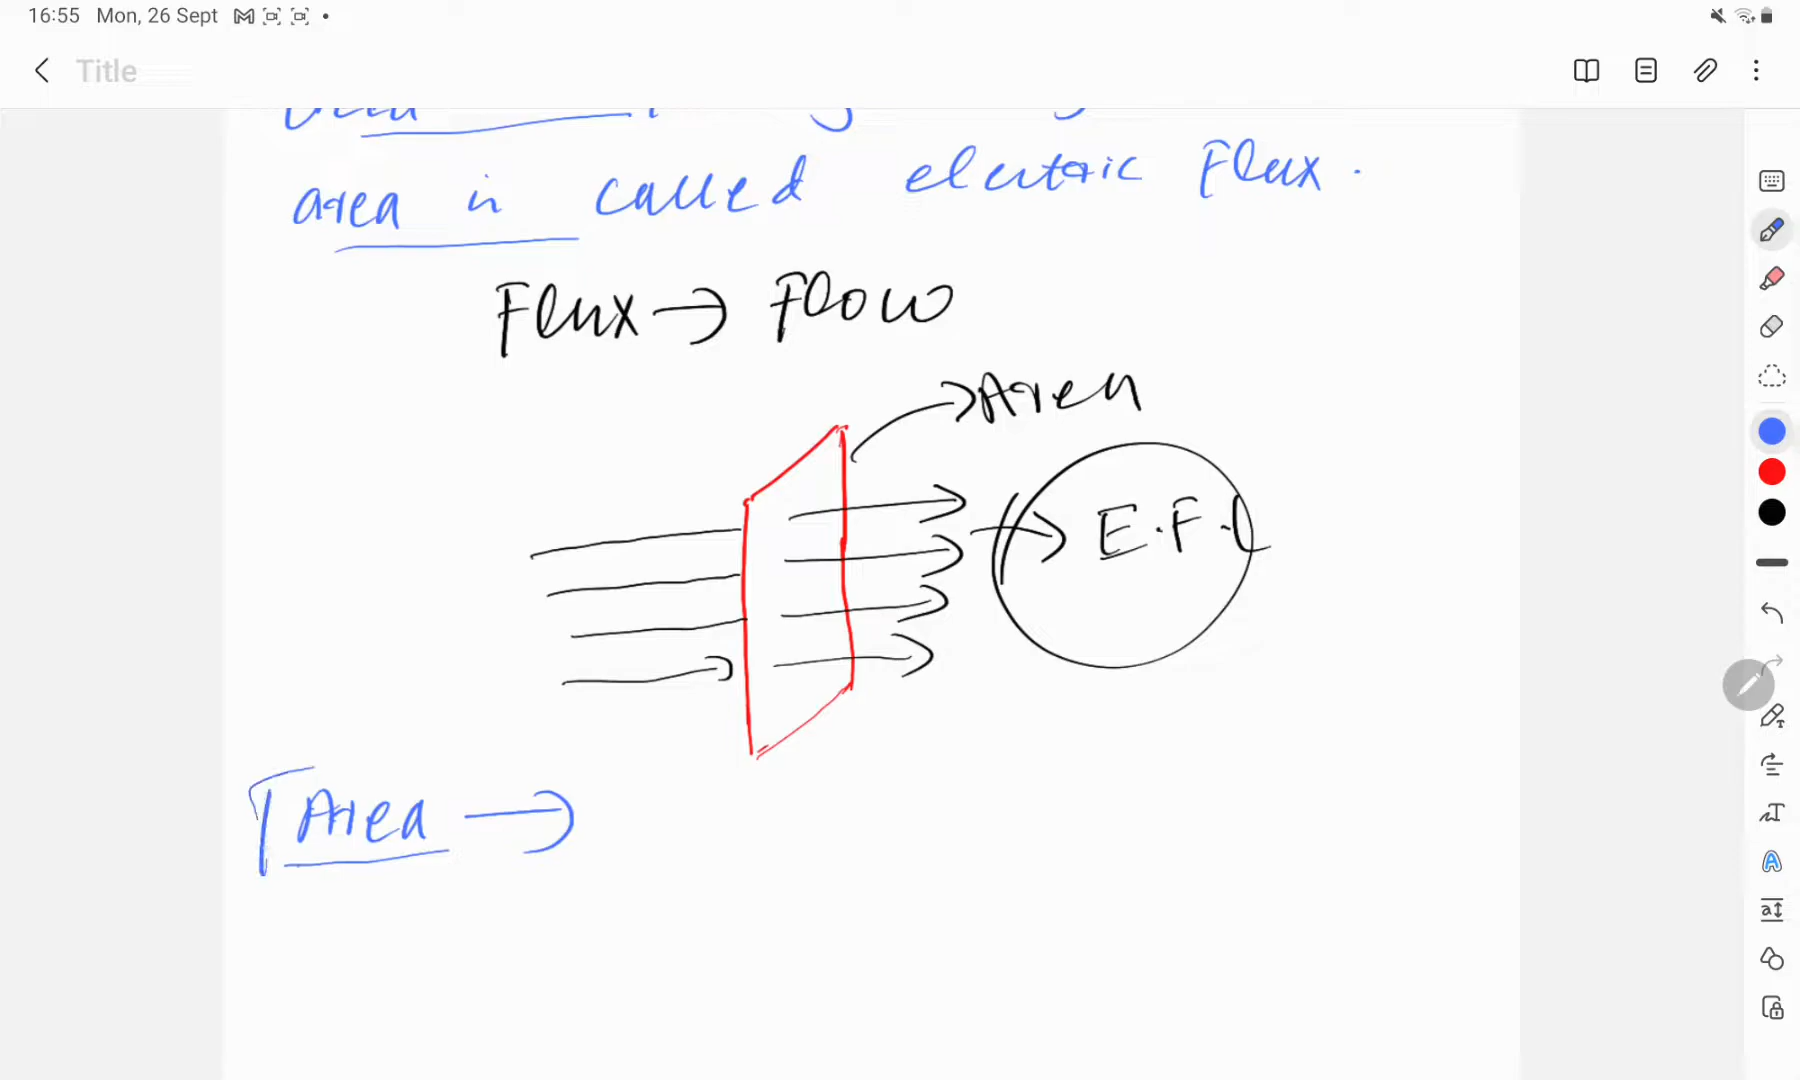 16:55 Mon, 26 Sept
Title
area is called electric Flux.
Flux → Flow
→ Area
→ E.F.L
Area →